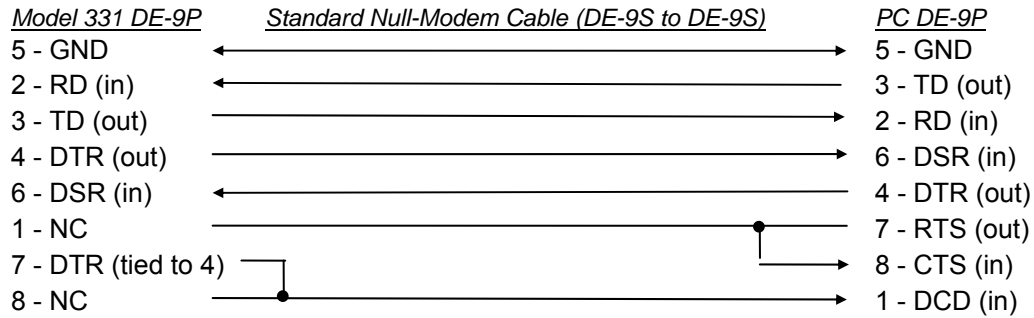 Model 331 DE-9P Standard Null-Modem Cable (DE-9S to DE-9S) PC DE-9P
5 - GND 5 - GND
2 - RD (in) 3 - TD (out)
3 - TD (out) 2 - RD (in)
4 - DTR (out) 6 - DSR (in)
6 - DSR (in) 4 - DTR (out)
1 - NC 7 - RTS (out)
7 - DTR (tied to 4) 8 - CTS (in)
8 - NC 1 - DCD (in)